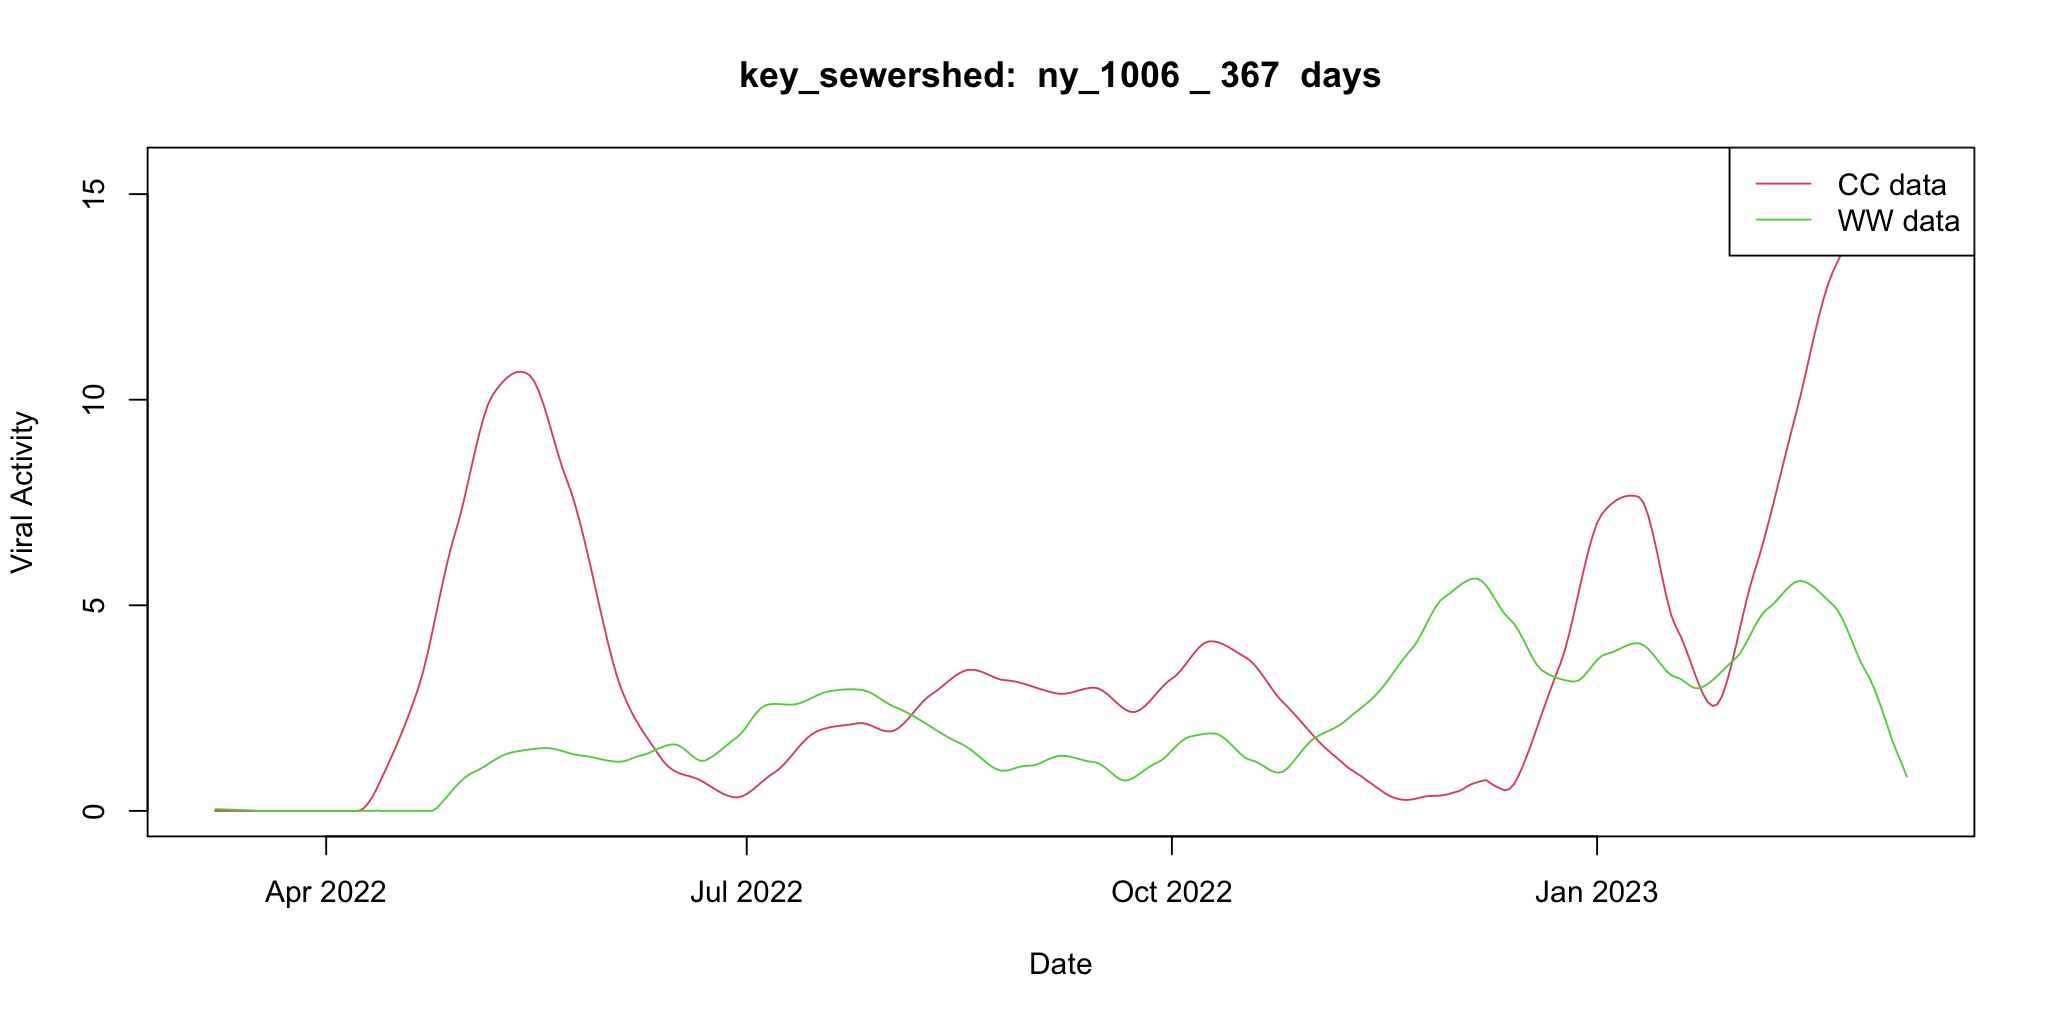 key_sewershed: ny_1006 _ 367 days
CC data
WW data
Viral Activity
15
10
5
0
Apr 2022
Jul 2022
Oct 2022
Jan 2023
Date